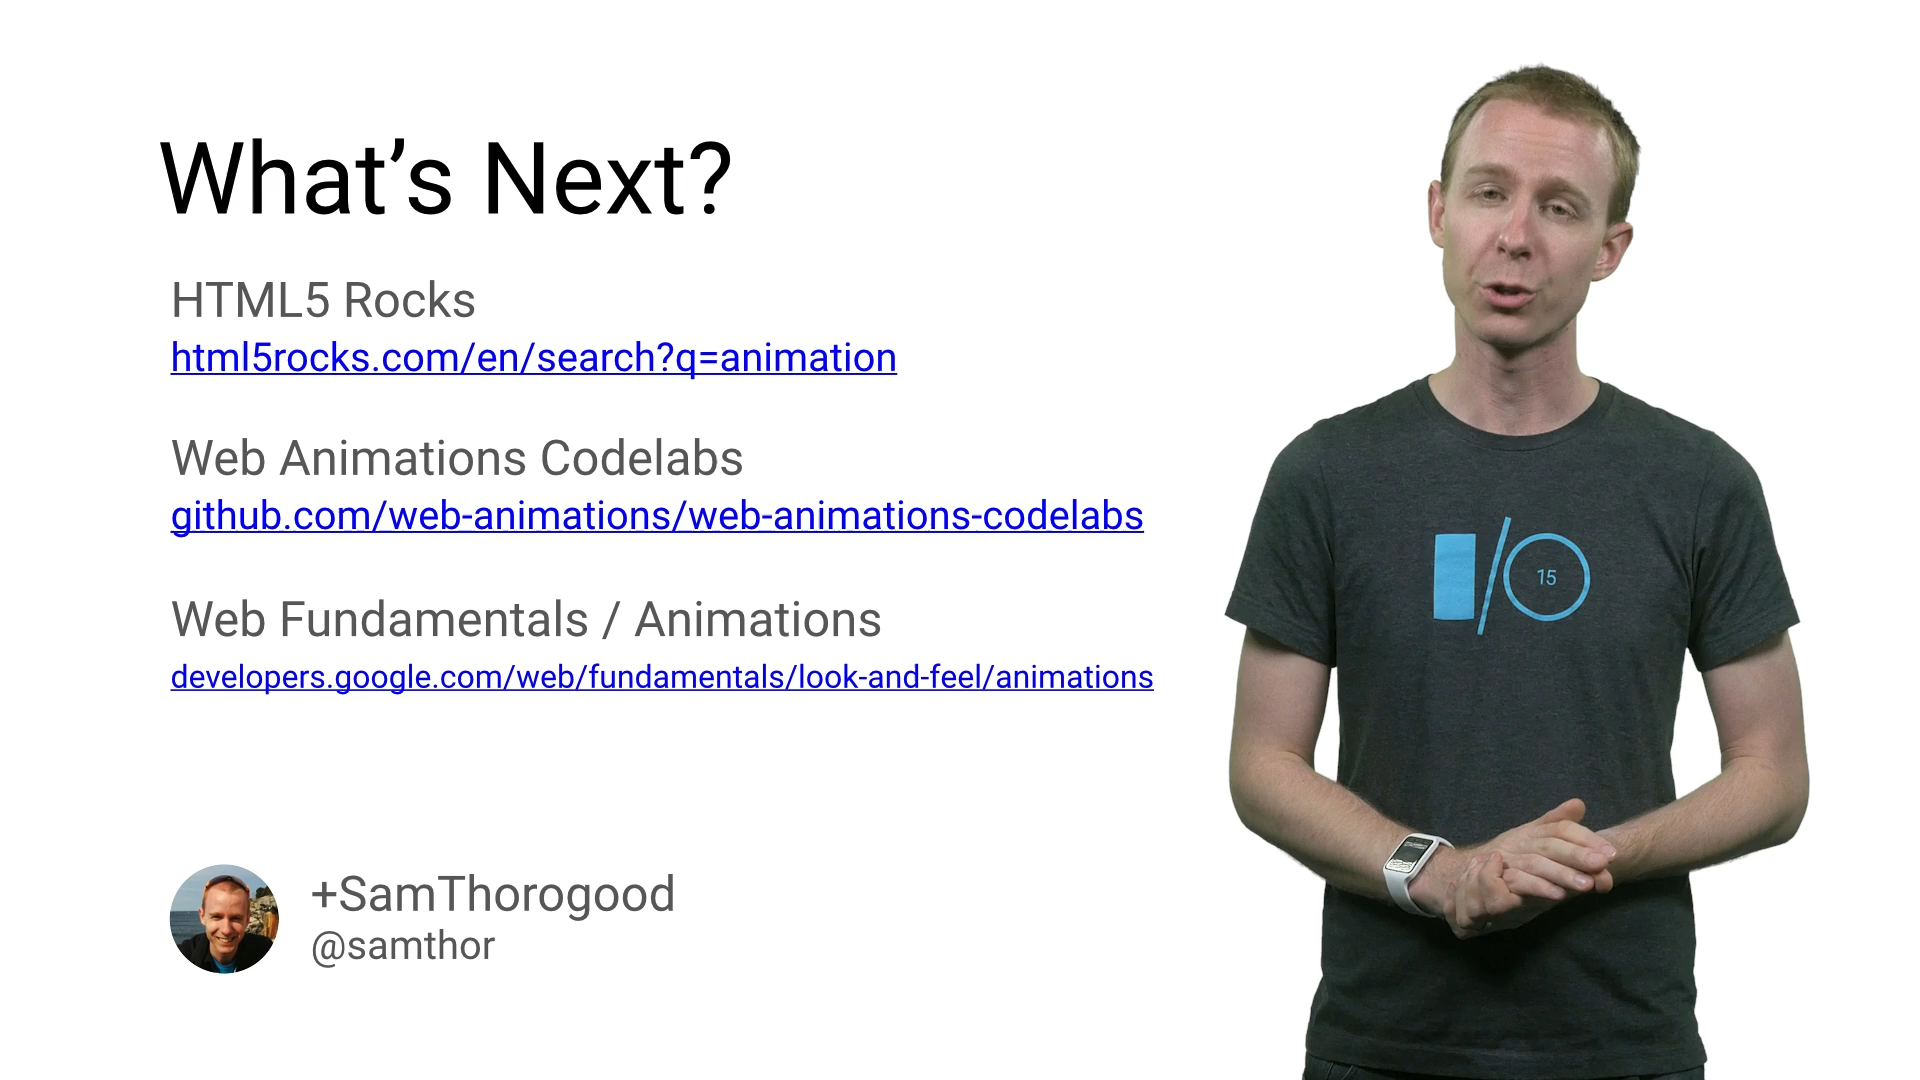 What’s Next?
HTML5 Rocks
html5rocks.com/en/search?q=animation
Web Animations Codelabs
github.com/web-animations/web-animations-codelabs
Web Fundamentals / Animations
developers.google.com/web/fundamentals/look-and-feel/animations
+SamThorogood
@samthor
I/O
15